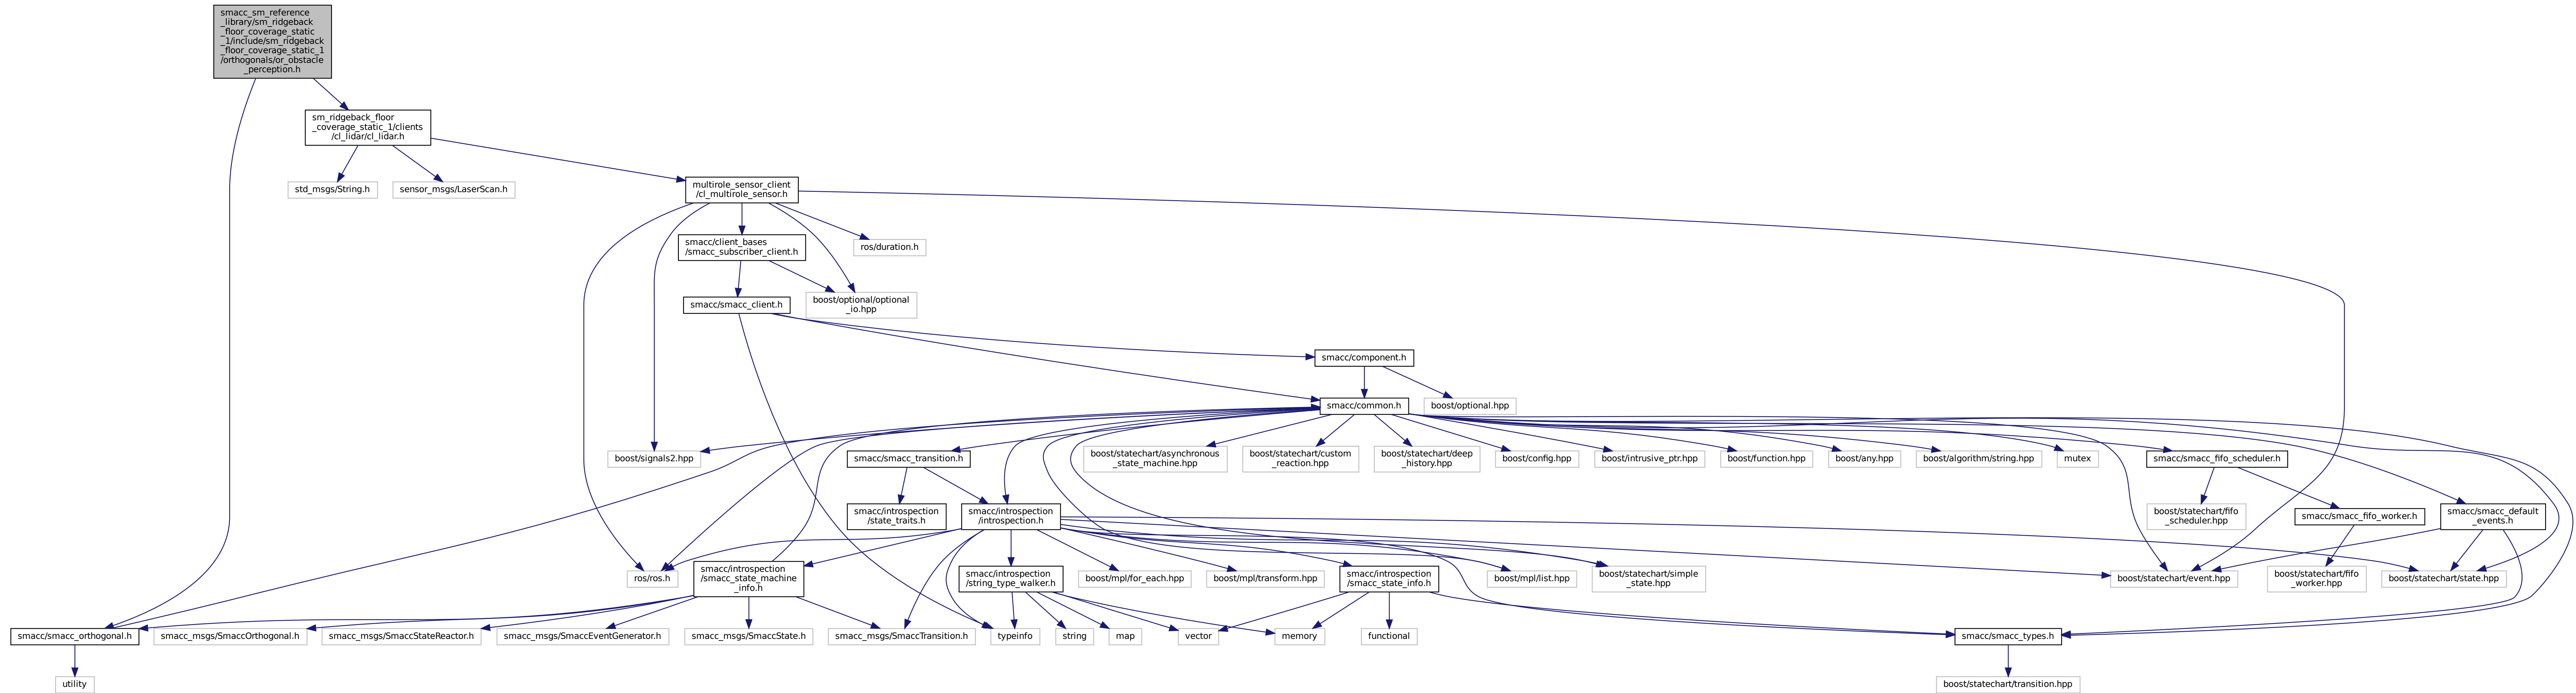 smacc_sm_reference
_library/sm_ridgeback
_floor_coverage_static
_1/include/sm_ridgeback
_floor_coverage_static_1
/orthogonals/or_obstacle
_perception.h
sm_ridgeback_floor
_coverage_static_1/clients
/cl_lidar/cl_lidar.h
std_msgs/String.h
sensor_msgs/LaserScan.h
multirole_sensor_client
/cl_multirole_sensor.h
smacc/client_bases
/smacc_subscriber_client.h
ros/duration.h
smacc/smacc_client.h
boost/optional/optional
_io.hpp
smacc/component.h
smacc/common.h
boost/optional.hpp
boost/signals2.hpp
smacc/smacc_transition.h
boost/statechart/asynchronous
_state_machine.hpp
boost/statechart/custom
_reaction.hpp
boost/statechart/deep
_history.hpp
boost/config.hpp
boost/intrusive_ptr.hpp
boost/function.hpp
boost/any.hpp
boost/algorithm/string.hpp
mutex
smacc/smacc_fifo_scheduler.h
smacc/introspection
/state_traits.h
smacc/introspection
/introspection.h
boost/statechart/fifo
_scheduler.hpp
smacc/smacc_fifo_worker.h
smacc/smacc_default
_events.h
ros/ros.h
smacc/introspection
/smacc_state_machine
_info.h
smacc/introspection
/string_type_walker.h
boost/mpl/for_each.hpp
boost/mpl/transform.hpp
smacc/introspection
/smacc_state_info.h
boost/mpl/list.hpp
boost/statechart/simple
_state.hpp
boost/statechart/event.hpp
boost/statechart/fifo
_worker.hpp
boost/statechart/state.hpp
smacc/smacc_orthogonal.h
smacc_msgs/SmaccOrthogonal.h
smacc_msgs/SmaccStateReactor.h
smacc_msgs/SmaccEventGenerator.h
smacc_msgs/SmaccState.h
smacc_msgs/SmaccTransition.h
typeinfo
string
map
vector
memory
functional
smacc/smacc_types.h
utility
boost/statechart/transition.hpp